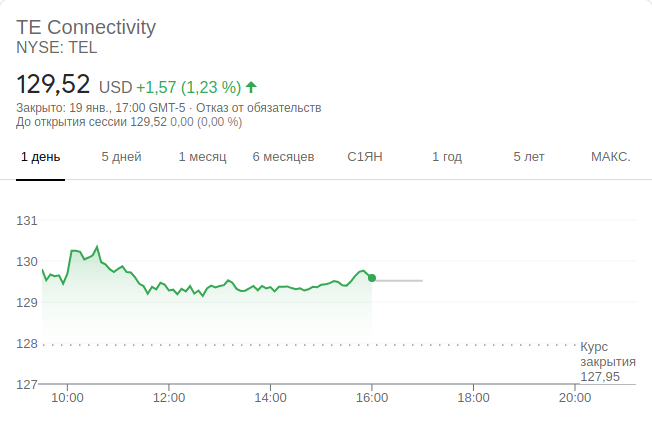 TE Connectivity
NYSE: TEL
129,52 USD +1,57 (1,23 %)
Закрыто: 19 янв., 17:00 GMT-5 · Отказ от обязательств
До открытия сессии 129,52 0,00 (0,00 %)
1 день 5 дней 1 месяц 6 месяцев С1ЯН 1 год 5 лет МАКС.
131
130
129
128
Курс
закрытия
127,95
127
10:00 12:00 14:00 16:00 18:00 20:00